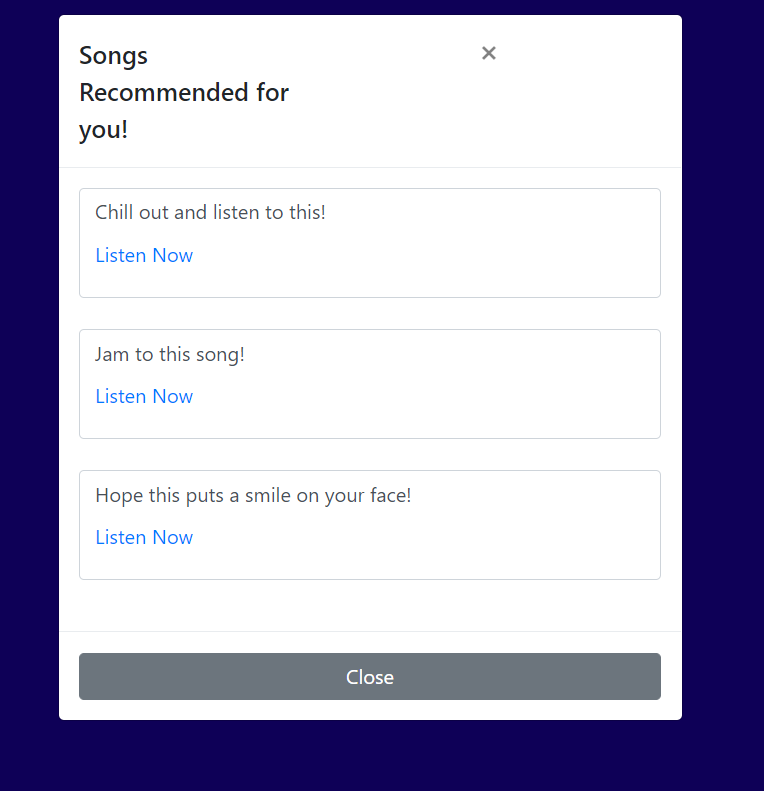 Songs
Recommended for
you!
×
Chill out and listen to this!
Listen Now
Jam to this song!
Listen Now
Hope this puts a smile on your face!
Listen Now
Close